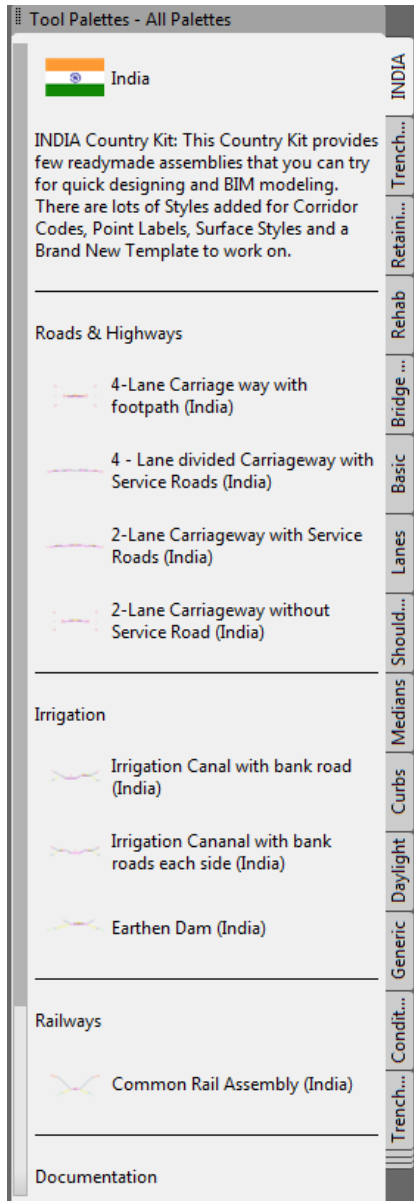 Tool Palettes - All Palettes
India
INDIA Country Kit: This Country Kit provides
few readymade assemblies that you can try
for quick designing and BIM modeling.
There are lots of Styles added for Corridor
Codes, Point Labels, Surface Styles and a
Brand New Template to work on.
Roads & Highways
4-Lane Carriage way with
footpath (India)
4 - Lane divided Carriageway with
Service Roads (India)
2-Lane Carriageway with Service
Roads (India)
2-Lane Carriageway without
Service Road (India)
Irrigation
Irrigation Canal with bank road
(India)
Irrigation Cananal with bank
roads each side (India)
Earthen Dam (India)
Railways
Common Rail Assembly (India)
Documentation
INDIA
Trench...
Retaini...
Rehab
Bridge ...
Basic
Lanes
Should...
Medians
Curbs
Daylight
Generic
Condit...
Trench...